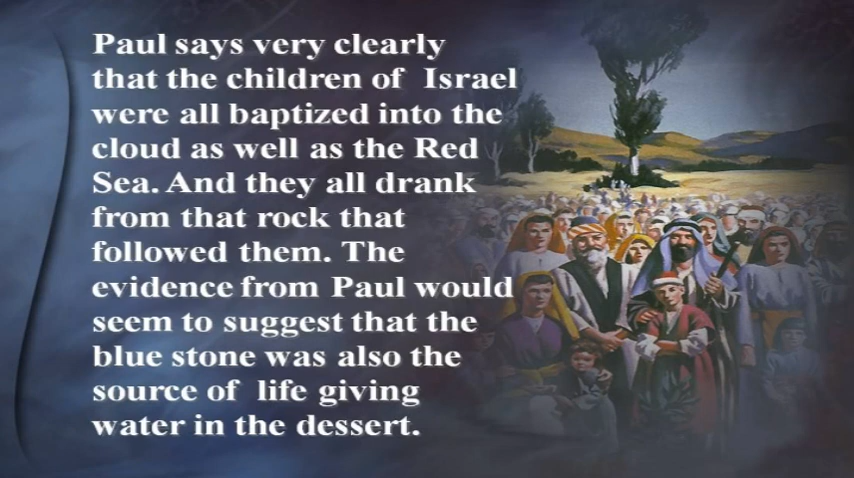 Paul says very clearly
that the children of Israel
were all baptized into the
cloud as well as the Red
Sea. And they all drank
from that rock that
followed them. The
evidence from Paul would
seem to suggest that the
blue stone was also the
source of life giving
water in the dessert.